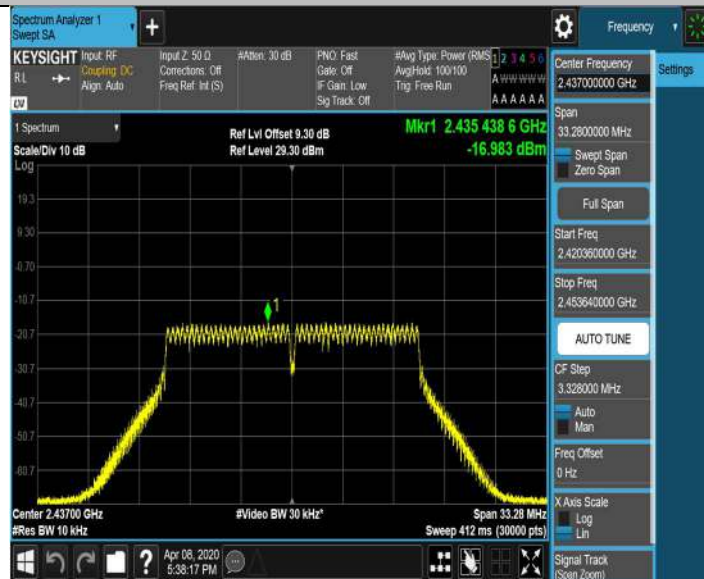 Spectrum Analyzer 1
Swept SA
+
Frequency
KEYSIGHT
RL
Input: RF
Coupling: DC
Align: Auto
Input Z: 50 Ω
Corrections: Off
Freq Ref: Int (S)
#Atten: 30 dB
PNO: Fast
Gate: Off
IF Gain: Low
Sig Track: Off
#Avg Type: Power (RMS
Avg|Hold: 100/100
Trig: Free Run
1 2 3 4 5 6
A W W W W W
A A A A A A
1 Spectrum
Scale/Div 10 dB
Log
Ref Lvl Offset 9.30 dB
Ref Level 29.30 dBm
Mkr1 2.435 438 6 GHz
-16.983 dBm
19.3
9.30
-0.70
-10.7
-20.7
-30.7
-40.7
-50.7
-60.7
1
Center 2.43700 GHz
#Res BW 10 kHz
#Video BW 30 kHz*
Span 33.28 MHz
Sweep 412 ms (30000 pts)
?
Apr 08, 2020
5:38:17 PM
Center Frequency
2.437000000 GHz
Span
33.2800000 MHz
Swept Span
Zero Span
Full Span
Start Freq
2.420360000 GHz
Stop Freq
2.453640000 GHz
AUTO TUNE
CF Step
3.328000 MHz
Auto
Man
Freq Offset
0 Hz
X Axis Scale
Log
Lin
Signal Track
(Span Zoom)
Settings